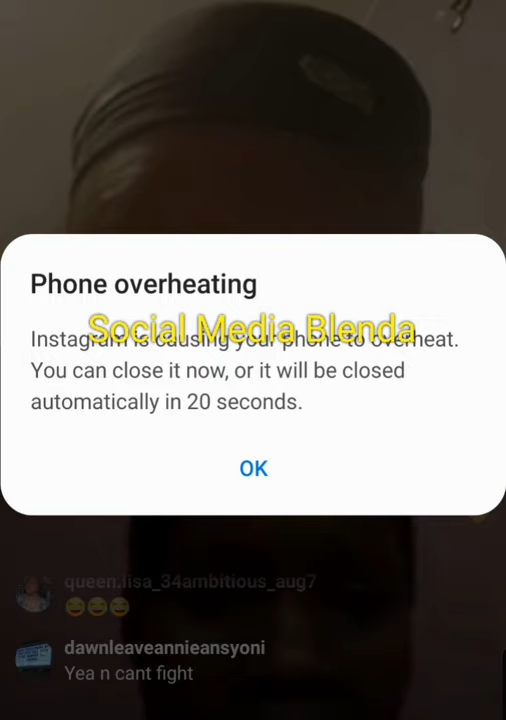 Phone overheating
Social Media Blenda
Instagram is causing your phone to overheat.
You can close it now, or it will be closed
automatically in 20 seconds.
OK
queen.lisa_34ambitious_aug7
😂😂😂
dawnleaveannieansyoni
Yea n cant fight